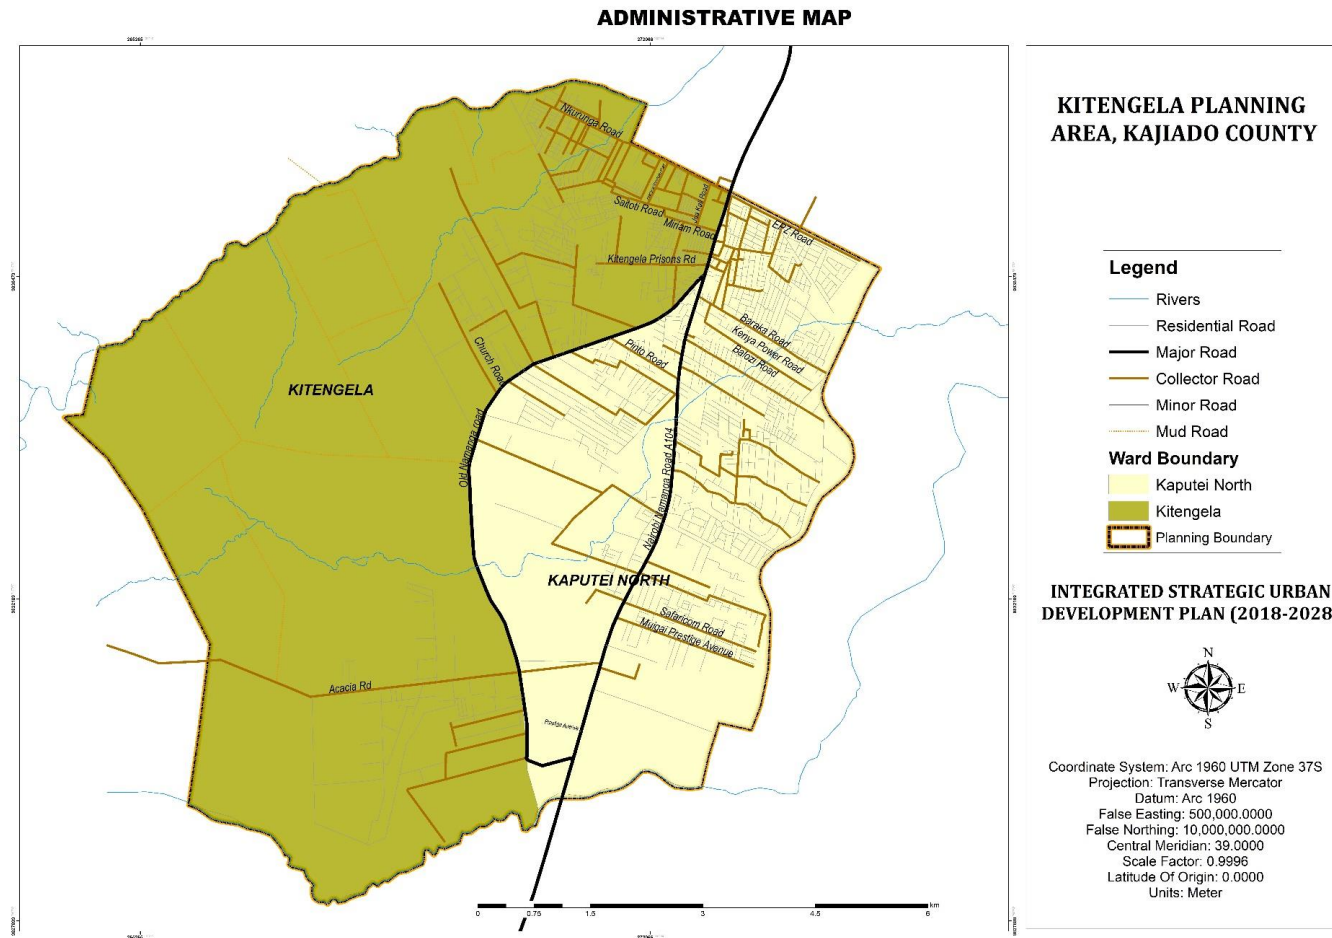 ADMINISTRATIVE MAP
Nkurunga Road
Saitoti Road
Miriam Road
EPZ Road
Kitengela Prisons Rd
Baraka Road
Kenya Power Road
Balozi Road
Pinto Road
Church Road
KITENGELA
Old Namanga road
Nairobi Namanga Road A104
KAPUTEI NORTH
Safaricom Road
Muigai Prestige Avenue
Acacia Rd
Prestige Avenue
0 0.75 1.5 3 4.5 6
km
KITENGELA PLANNING
AREA, KAJIADO COUNTY
Legend
Rivers
Residential Road
Major Road
Collector Road
Minor Road
Mud Road
Ward Boundary
Kaputei North
Kitengela
Planning Boundary
INTEGRATED STRATEGIC URBAN
DEVELOPMENT PLAN (2018-2028
N
W E
S
Coordinate System: Arc 1960 UTM Zone 37S
Projection: Transverse Mercator
Datum: Arc 1960
False Easting: 500,000.0000
False Northing: 10,000,000.0000
Central Meridian: 39.0000
Scale Factor: 0.9996
Latitude Of Origin: 0.0000
Units: Meter